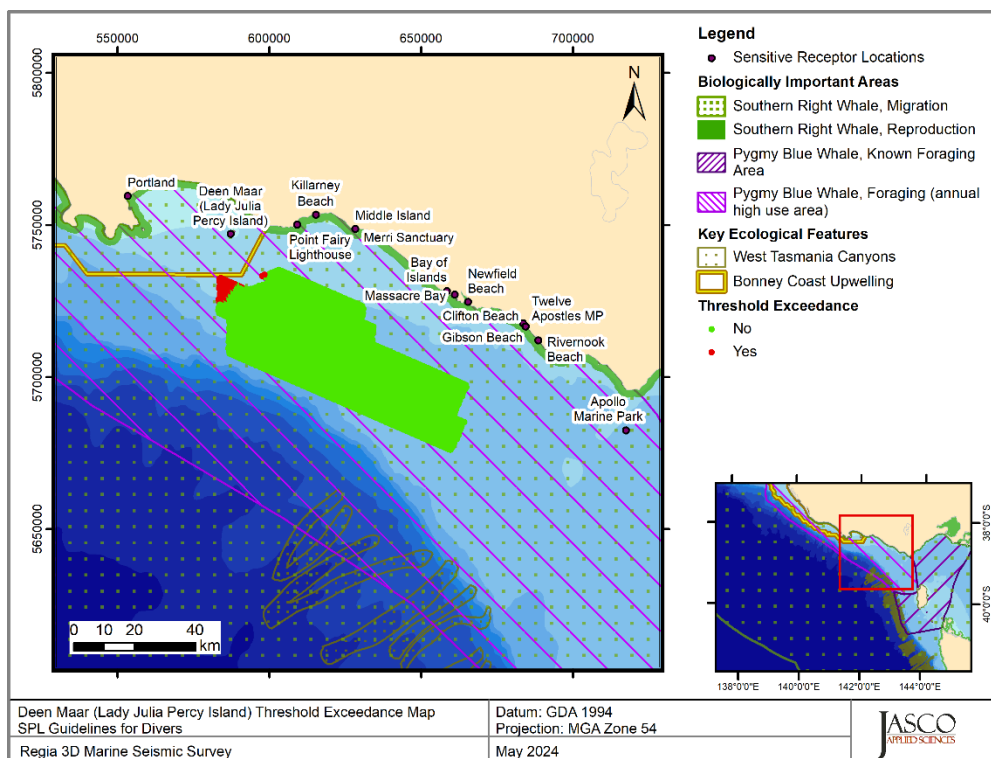 550000 600000 650000 700000
5800000
5750000
5700000
5650000
N
Portland
Deen Maar
(Lady Julia
Percy Island)
Killarney
Beach
Point Fairy
Lighthouse
Middle Island
Merri Sanctuary
Bay of
Islands
Massacre Bay
Newfield
Beach
Clifton Beach
Twelve
Apostles MP
Gibson Beach
Rivernook
Beach
Apollo
Marine Park
0 10 20 40
km
Legend
Sensitive Receptor Locations
Biologically Important Areas
Southern Right Whale, Migration
Southern Right Whale, Reproduction
Pygmy Blue Whale, Known Foraging
Area
Pygmy Blue Whale, Foraging (annual
high use area)
Key Ecological Features
West Tasmania Canyons
Bonney Coast Upwelling
Threshold Exceedance
No
Yes
38°0'0"S
40°0'0"S
138°0'0"E 140°0'0"E 142°0'0"E 144°0'0"E
Deen Maar (Lady Julia Percy Island) Threshold Exceedance Map
SPL Guidelines for Divers
Regia 3D Marine Seismic Survey
Datum: GDA 1994
Projection: MGA Zone 54
May 2024
JASCO
APPLIED SCIENCES